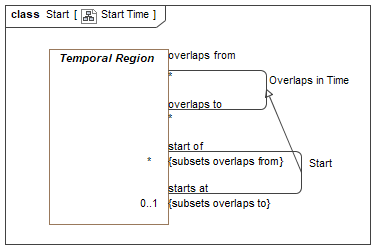 class Start [ Start Time ]
Temporal Region
overlaps from
*
Overlaps in Time
overlaps to
*
start of
* {subsets overlaps from}
Start
starts at
0..1 {subsets overlaps to}